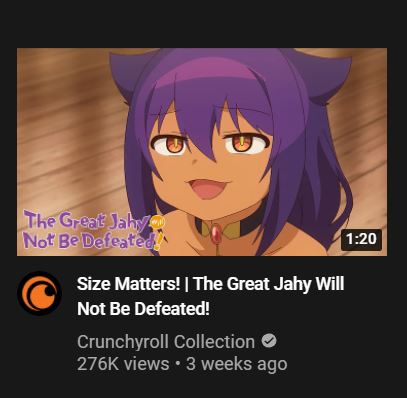 The Great Jahy Will
Not Be Defeated!
1:20
Size Matters! | The Great Jahy Will
Not Be Defeated!
Crunchyroll Collection
276K views • 3 weeks ago